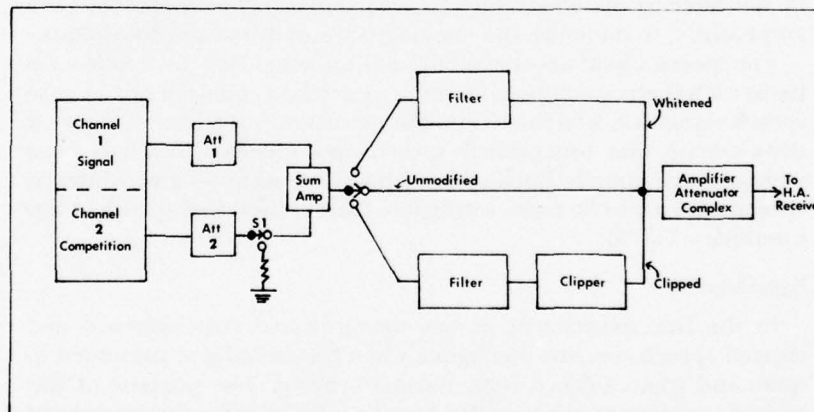 Channel
1
Signal
Channel
2
Competition
Att
1
Att
2
S1
Sum
Amp
Filter
Whitened
Unmodified
Filter
Clipper
Clipped
Amplifier
Attenuator
Complex
To
H.A.
Receive